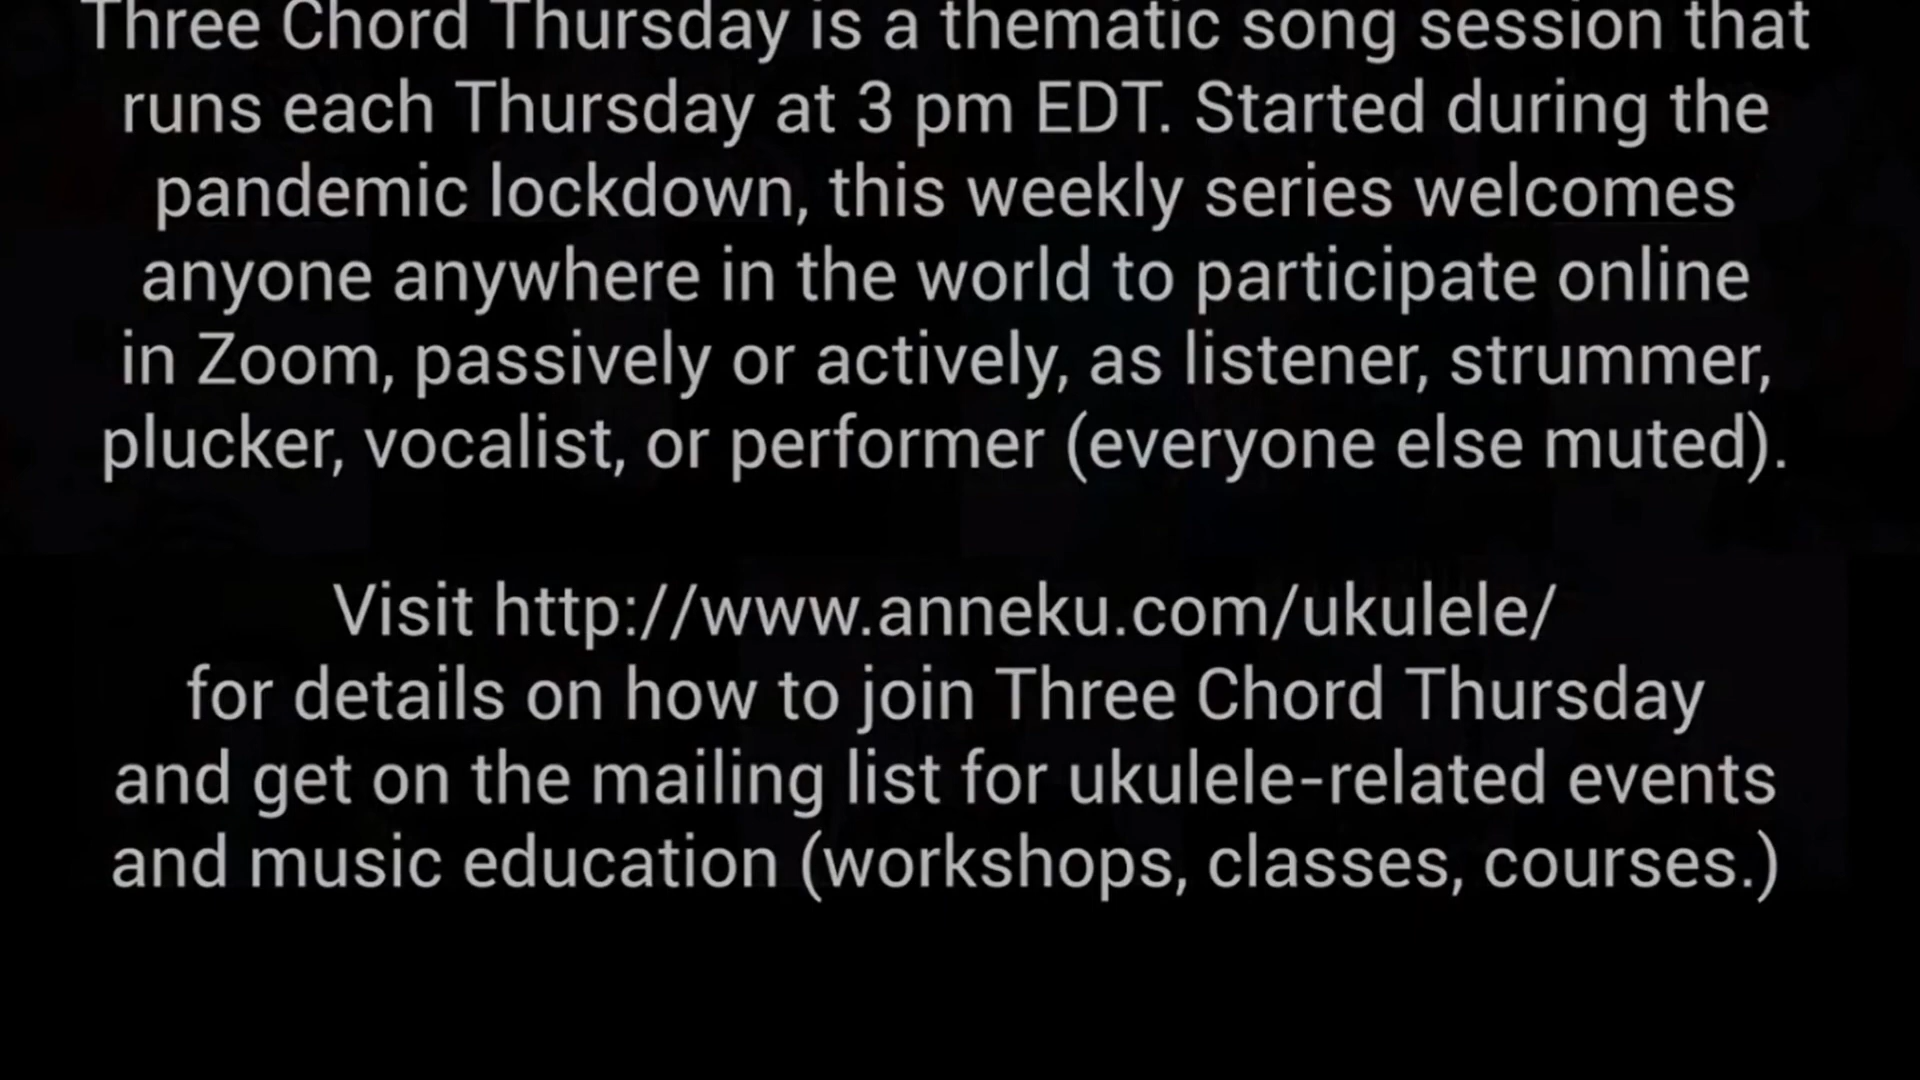 Three Chord Thursday is a thematic song session that
runs each Thursday at 3 pm EDT. Started during the
pandemic lockdown, this weekly series welcomes
anyone anywhere in the world to participate online
in Zoom, passively or actively, as listener, strummer,
plucker, vocalist, or performer (everyone else muted).
Visit http://www.anneku.com/ukulele/
for details on how to join Three Chord Thursday
and get on the mailing list for ukulele-related events
and music education (workshops, classes, courses.)